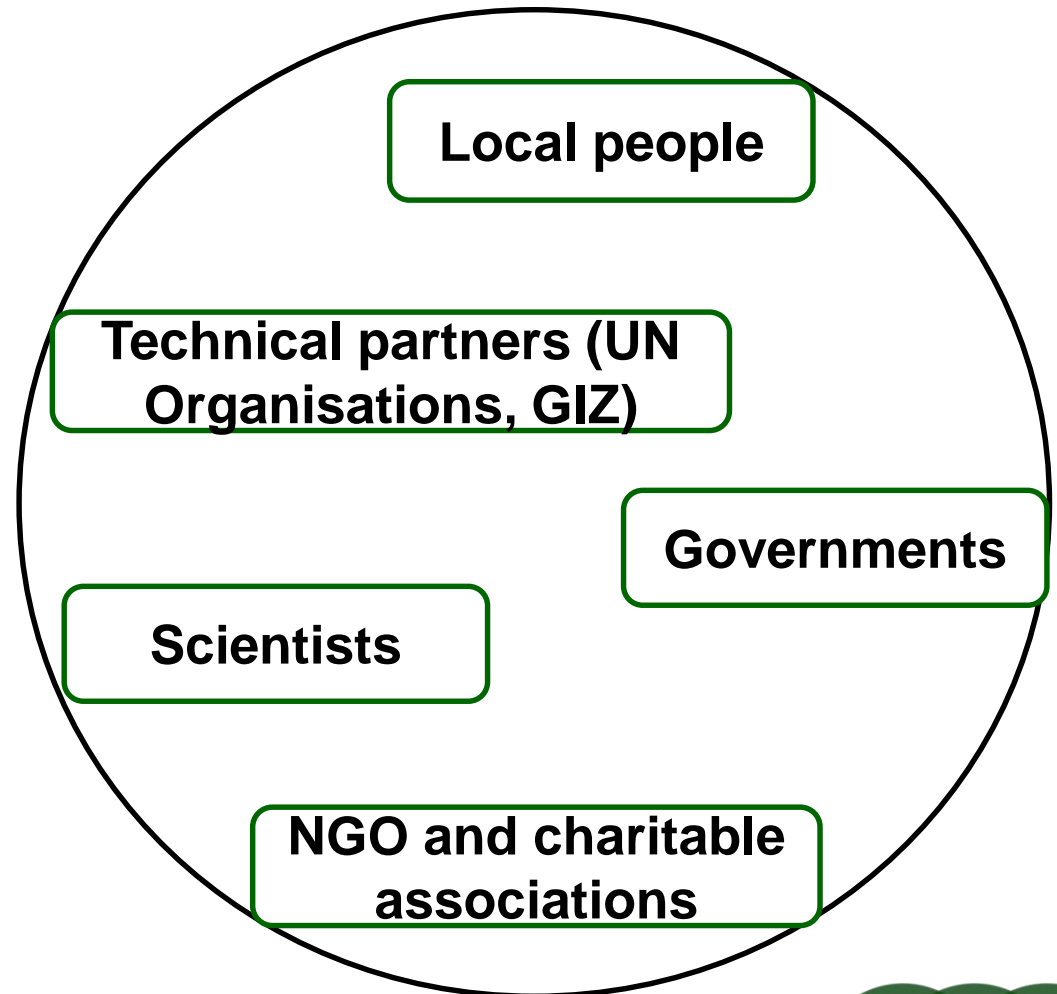 Local people
Technical partners (UN
Organisations, GIZ)
Governments
Scientists
NGO and charitable
associations